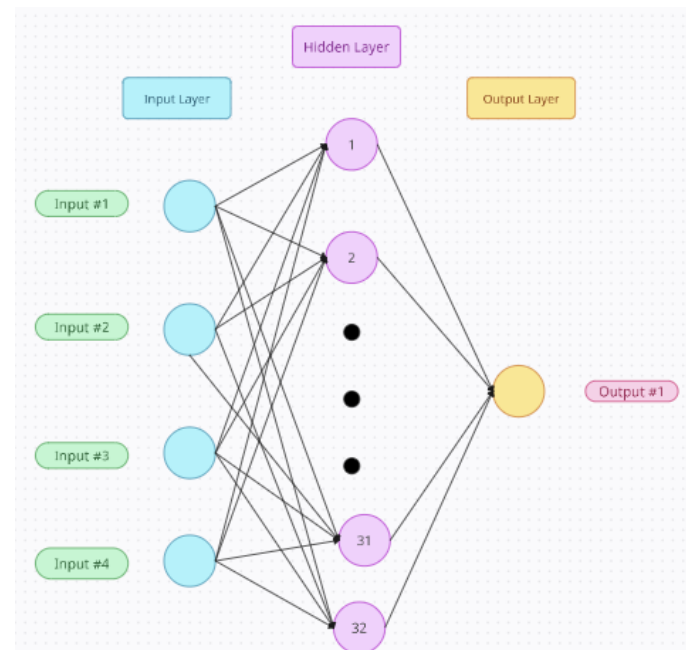 Hidden Layer
Input Layer
Output Layer
1
Input #1
2
Input #2
Output #1
Input #3
31
Input #4
32